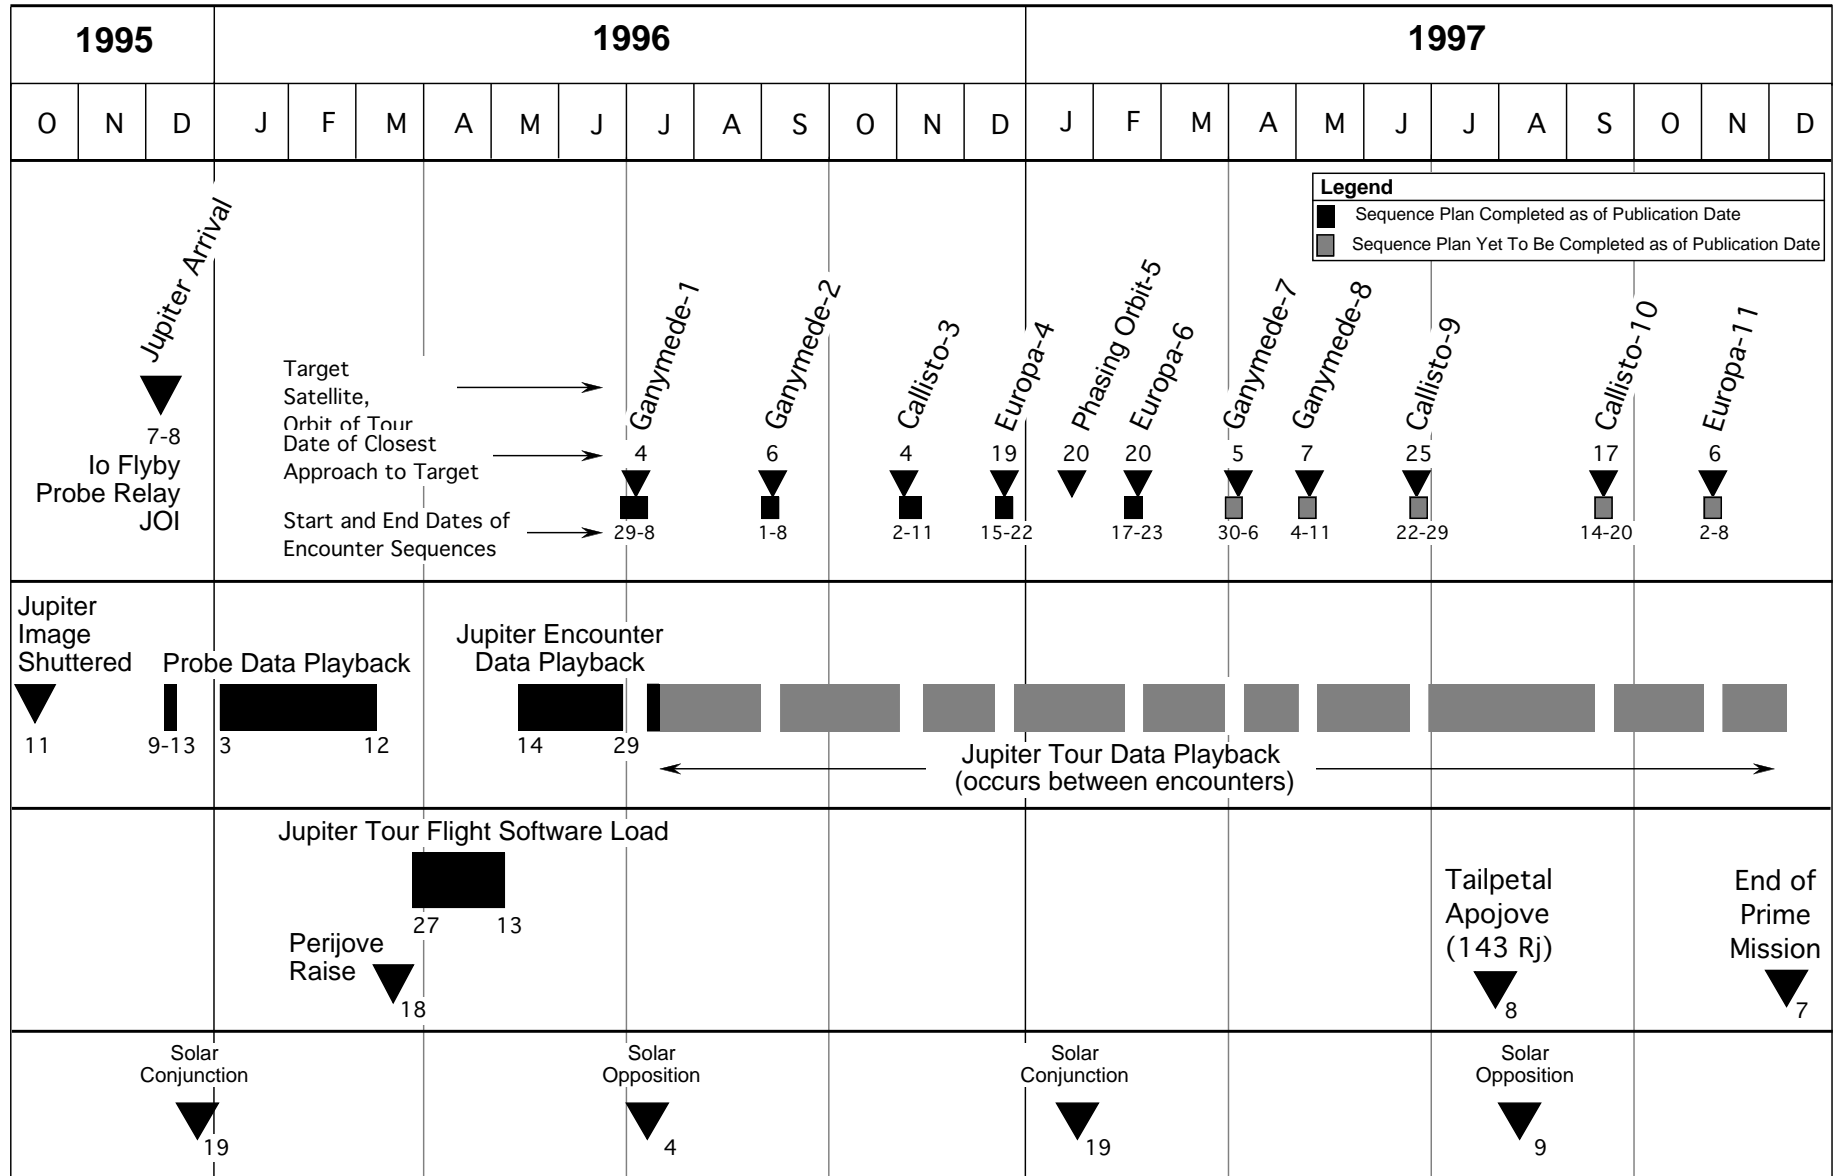 1995
1996
1997
O N D J F M A M J J A S O N D J F M A M J J A S O N D
Legend
Sequence Plan Completed as of Publication Date
Sequence Plan Yet To Be Completed as of Publication Date
Jupiter Arrival
7-8
Io Flyby
Probe Relay
JOI
Target
Satellite,
Orbit of Tour
Date of Closest
Approach to Target
Start and End Dates of
Encounter Sequences
Ganymede-1
4
29-8
Ganymede-2
6
1-8
Callisto-3
4
2-11
Europa-4
19
15-22
Phasing Orbit-5
20
Europa-6
20
17-23
Ganymede-7
5
30-6
Ganymede-8
7
4-11
Callisto-9
25
22-29
Callisto-10
17
14-20
Europa-11
6
2-8
Jupiter
Image
Shuttered
11
Probe Data Playback
9-13
3
12
Jupiter Encounter
Data Playback
14
29
Jupiter Tour Data Playback
(occurs between encounters)
Jupiter Tour Flight Software Load
27
13
Perijove
Raise
18
Tailpetal
Apojove
(143 Rj)
8
End of
Prime
Mission
7
Solar
Conjunction
19
Solar
Opposition
4
Solar
Conjunction
19
Solar
Opposition
9